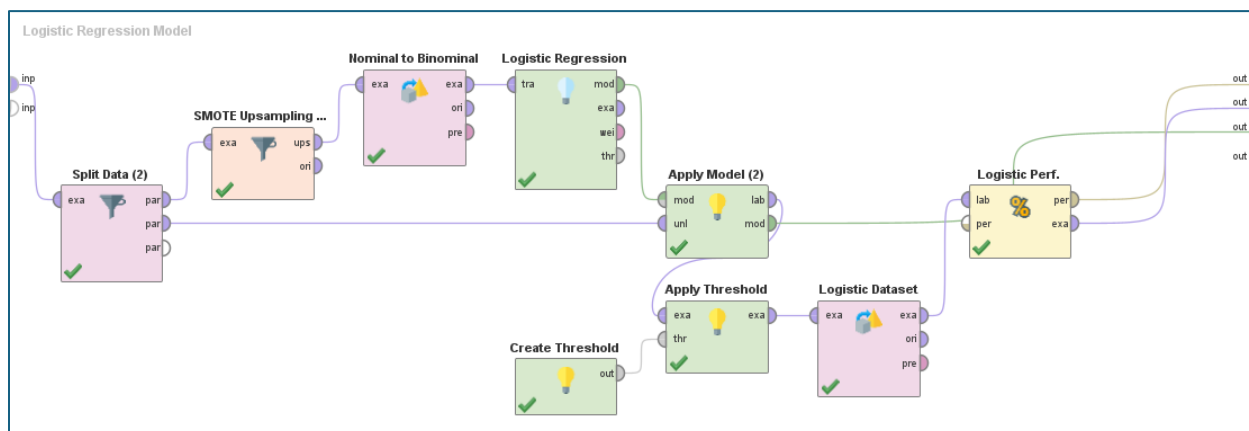 Logistic Regression Model
inp
inp
Nominal to Binominal
exa exa
ori
pre
Logistic Regression
tra mod
exa
wei
thr
SMOTE Upsampling ...
exa ups
ori
Split Data (2)
exa par
par
par
Apply Model (2)
mod lab
unl mod
Logistic Perf.
lab per
per exa
Apply Threshold
exa exa
thr
Logistic Dataset
exa exa
ori
pre
Create Threshold
out
out
out
out
out